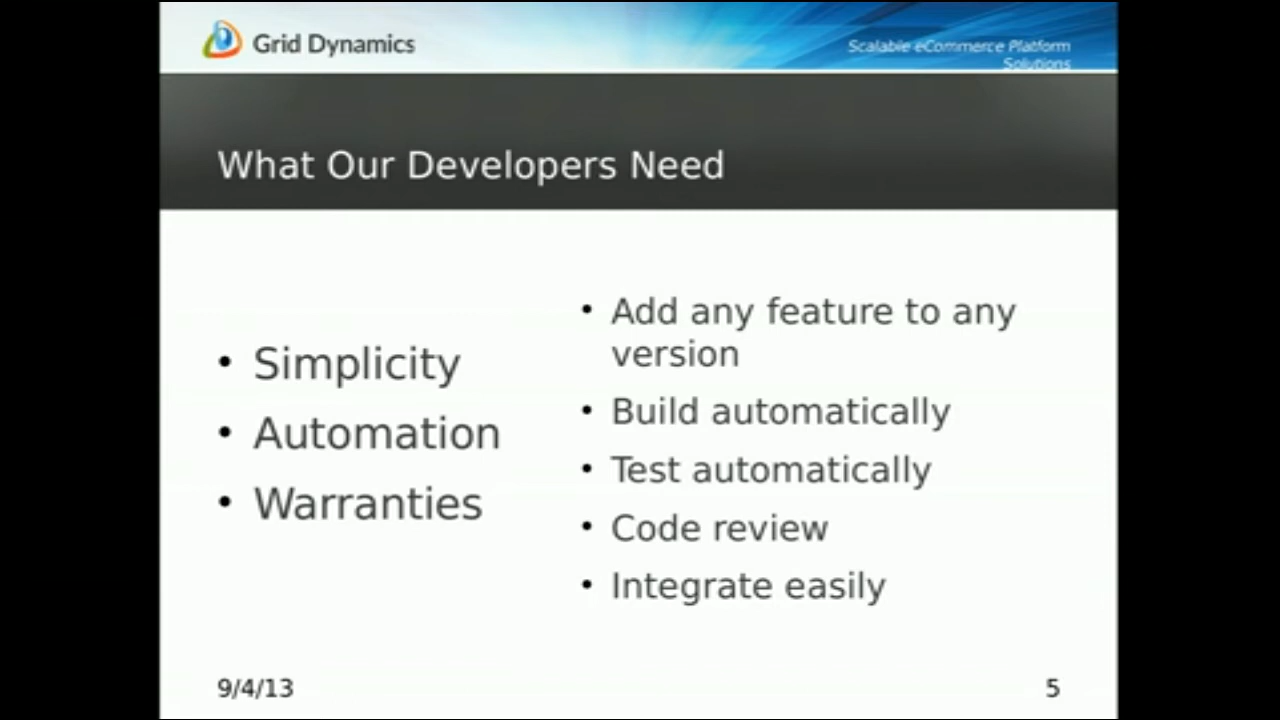 Grid Dynamics
Scalable eCommerce Platform
Solutions
What Our Developers Need
• Simplicity
• Automation
• Warranties
• Add any feature to any
version
• Build automatically
• Test automatically
• Code review
• Integrate easily
9/4/13
5